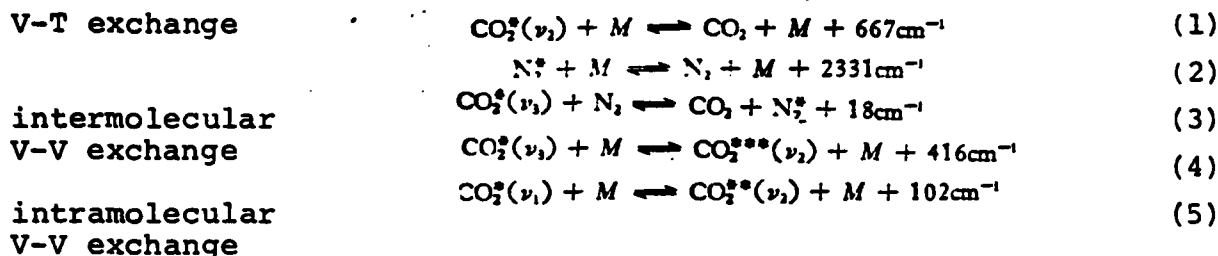 V-T exchange CO₂*(ν₂) + M ⇌ CO₂ + M + 667cm⁻¹ (1)
N₂* + M ⇌ N₂ + M + 2331cm⁻¹ (2)
CO₂*(ν₃) + N₂ ⇌ CO₂ + N₂* + 18cm⁻¹ (3)
intermolecular
V-V exchange CO₂*(ν₃) + M ⇌ CO₂***(ν₂) + M + 416cm⁻¹ (4)
CO₂*(ν₁) + M ⇌ CO₂**(ν₂) + M + 102cm⁻¹ (5)
intramolecular
V-V exchange